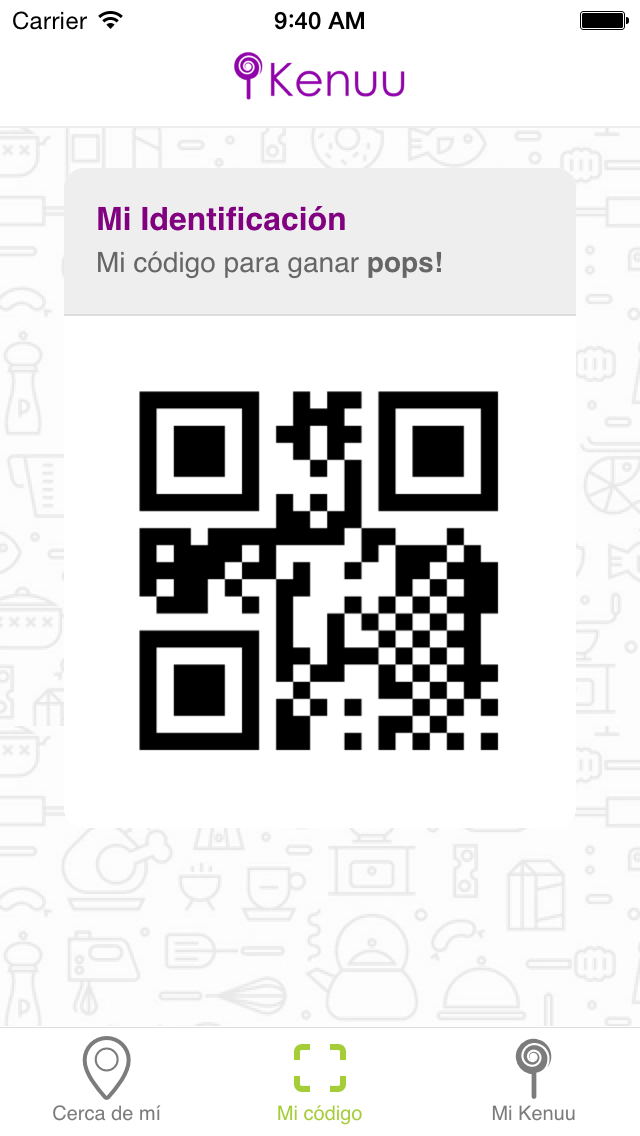 Carrier 9:40 AM
Kenuu
Mi Identificación
Mi código para ganar pops!
Cerca de mí Mi código Mi Kenuu